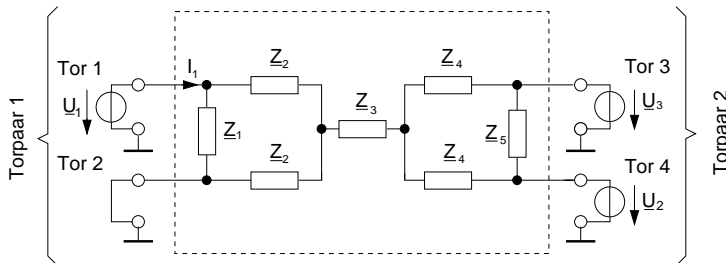 Torpaar 1
Tor 1
U1
Tor 2
I1
Z2
Z1
Z2
Z3
Z4
Z5
Z4
Tor 3
U3
Tor 4
U2
Torpaar 2